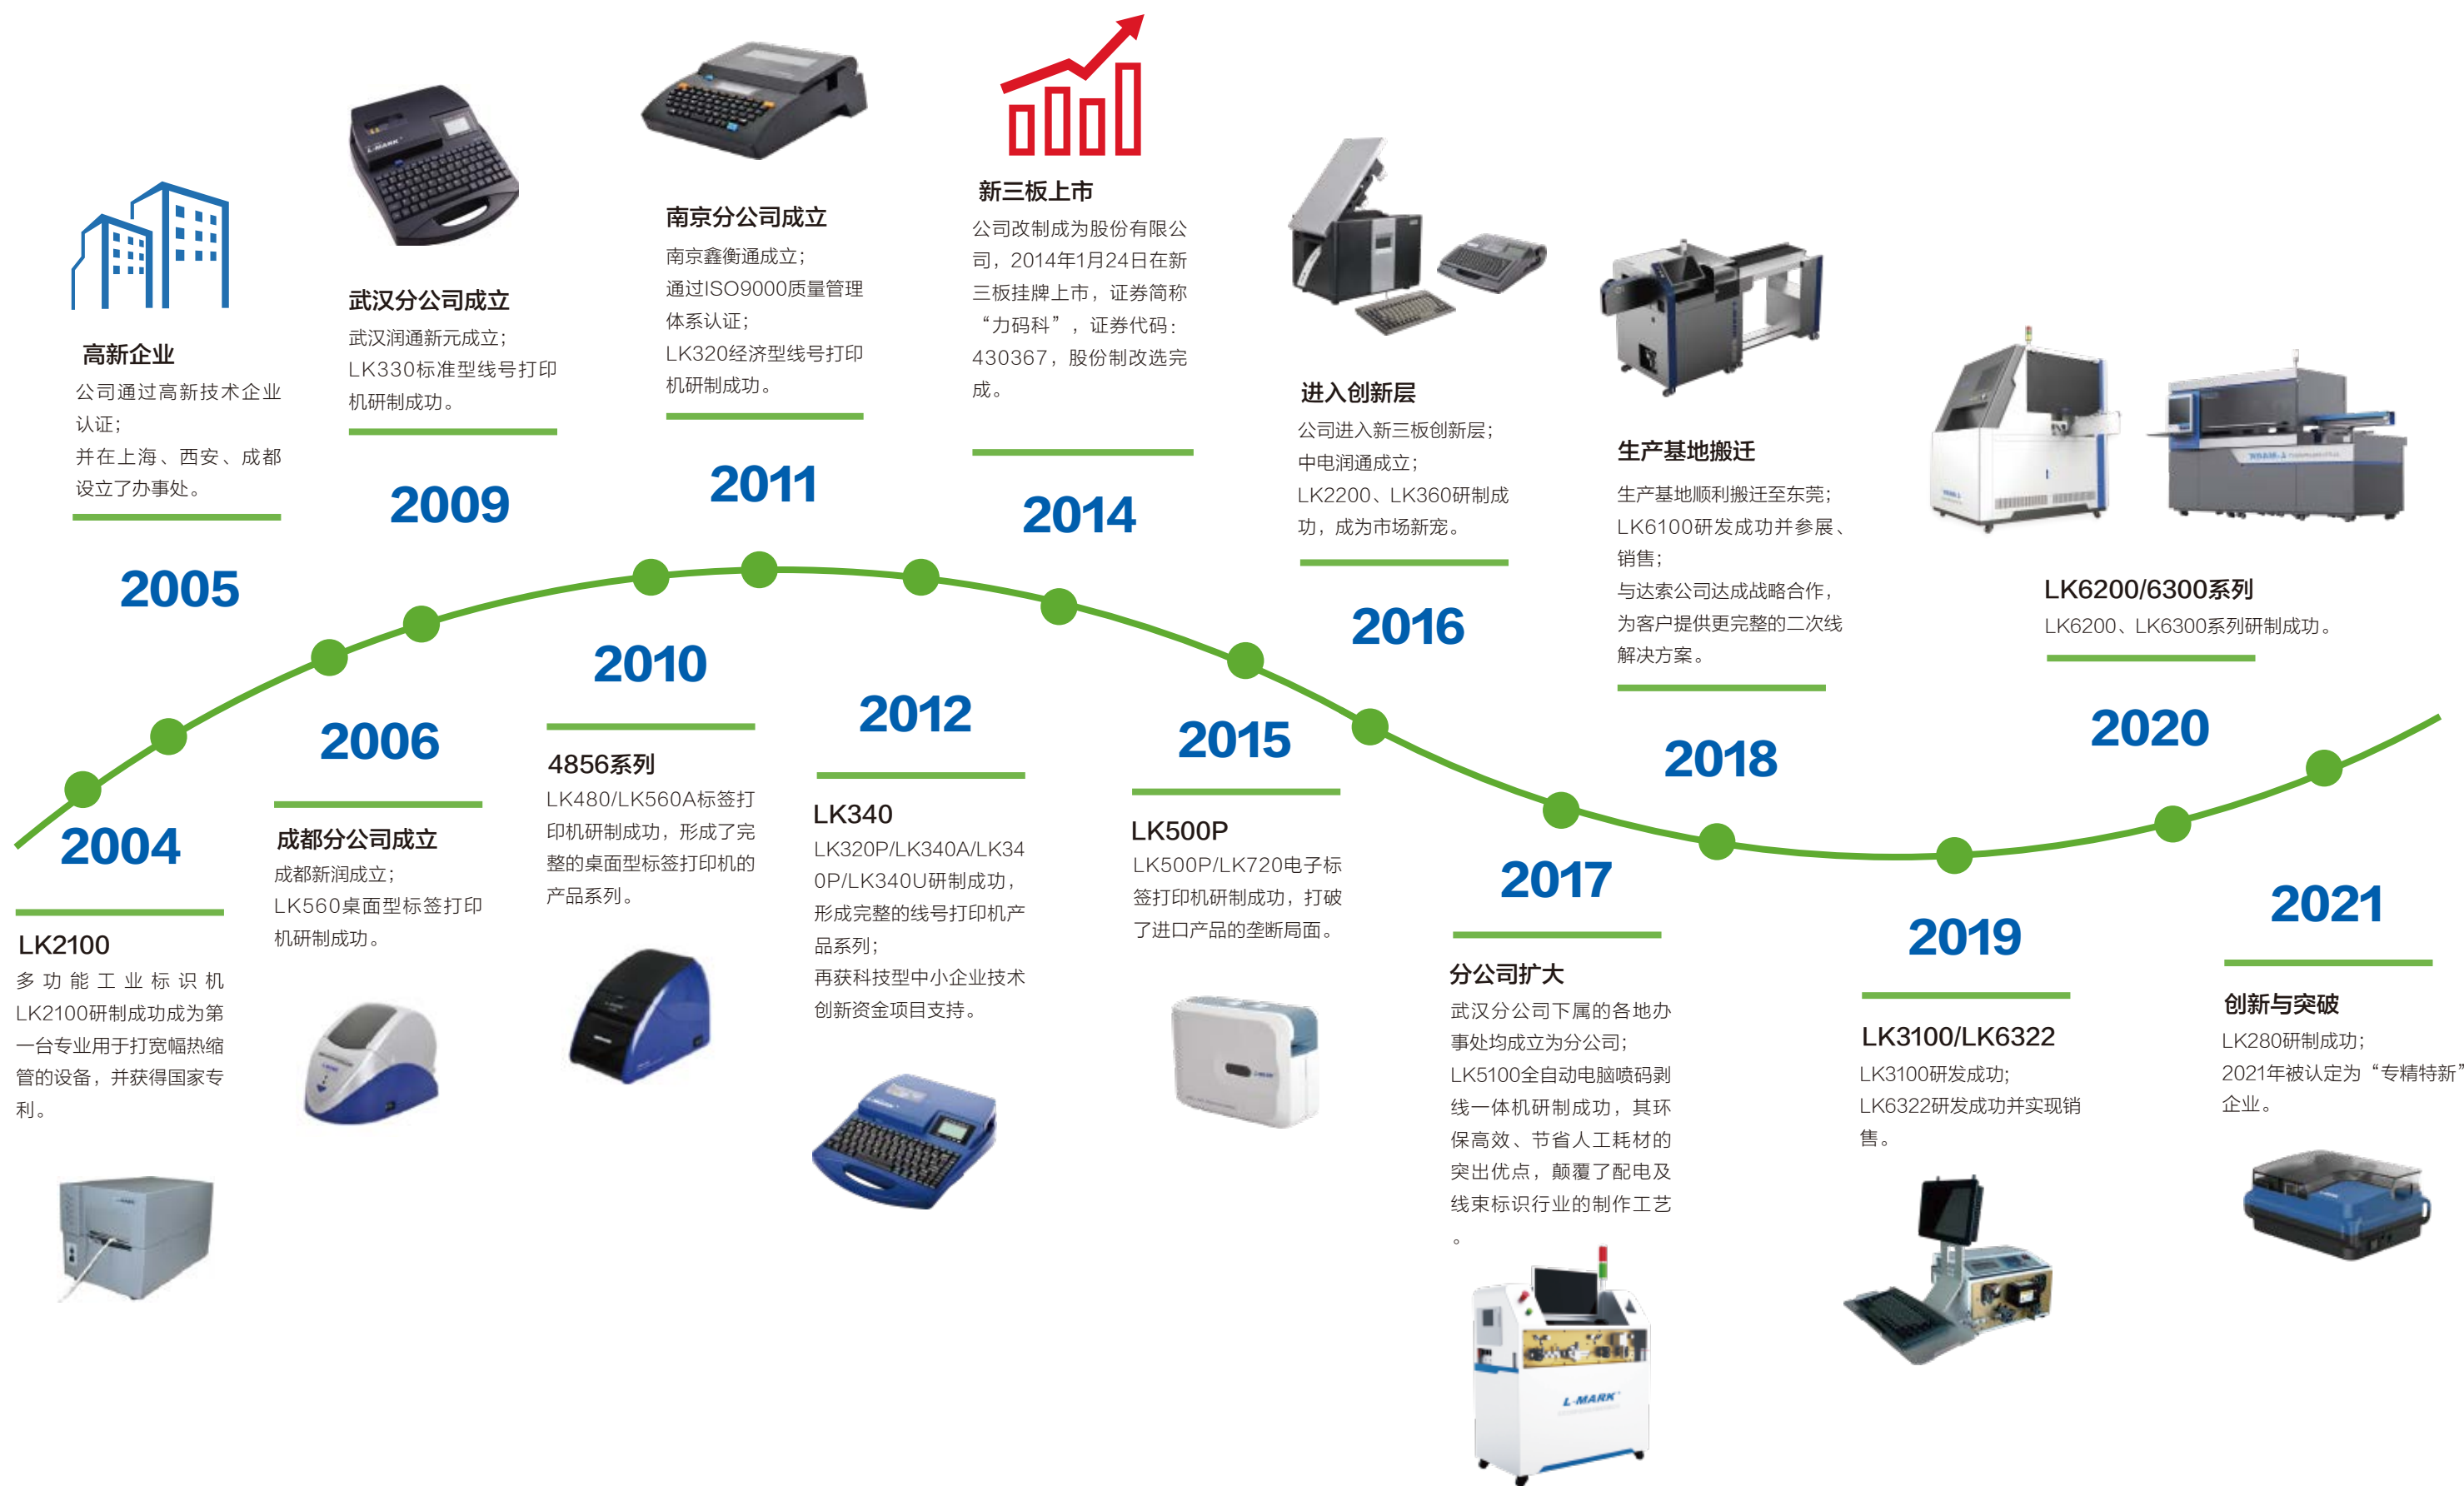 高新企业
公司通过高新技术企业
认证；
并在上海、西安、成都
设立了办事处。
2005
L-MARK
武汉分公司成立
武汉润通新元成立；
LK330标准型线号打印
机研制成功。
2009
南京分公司成立
南京鑫衡通成立；
通过ISO9000质量管理
体系认证；
LK320经济型线号打印
机研制成功。
2011
新三板上市
公司改制成为股份有限公
司，2014年1月24日在新
三板挂牌上市，证券简称
“力码科”，证券代码：
430367，股份制改选完
成。
2014
进入创新层
公司进入新三板创新层；
中电润通成立；
LK2200、LK360研制成
功，成为市场新宠。
2016
生产基地搬迁
生产基地顺利搬迁至东莞；
LK6100研发成功并参展、
销售；
与达索公司达成战略合作，
为客户提供更完整的二次线
解决方案。
2018
LK6200/6300系列
LK6200、LK6300系列研制成功。
2020
2004
LK2100
多功能工业标识机
LK2100研制成功成为第
一台专业用于打宽幅热缩
管的设备，并获得国家专
利。
2006
成都分公司成立
成都新润成立；
LK560桌面型标签打印
机研制成功。
2010
4856系列
LK480/LK560A标签打
印机研制成功，形成了完
整的桌面型标签打印机的
产品系列。
2012
LK340
LK320P/LK340A/LK34
0P/LK340U研制成功，
形成完整的线号打印机产
品系列；
再获科技型中小企业技术
创新资金项目支持。
2015
LK500P
LK500P/LK720电子标
签打印机研制成功，打破
了进口产品的垄断局面。
2017
分公司扩大
武汉分公司下属的各地办
事处均成立为分公司；
LK5100全自动电脑喷码剥
线一体机研制成功，其环
保高效、节省人工耗材的
突出优点，颠覆了配电及
线束标识行业的制作工艺
。
L-MARK
2019
LK3100/LK6322
LK3100研发成功；
LK6322研发成功并实现销
售。
2021
创新与突破
LK280研制成功；
2021年被认定为“专精特新”
企业。